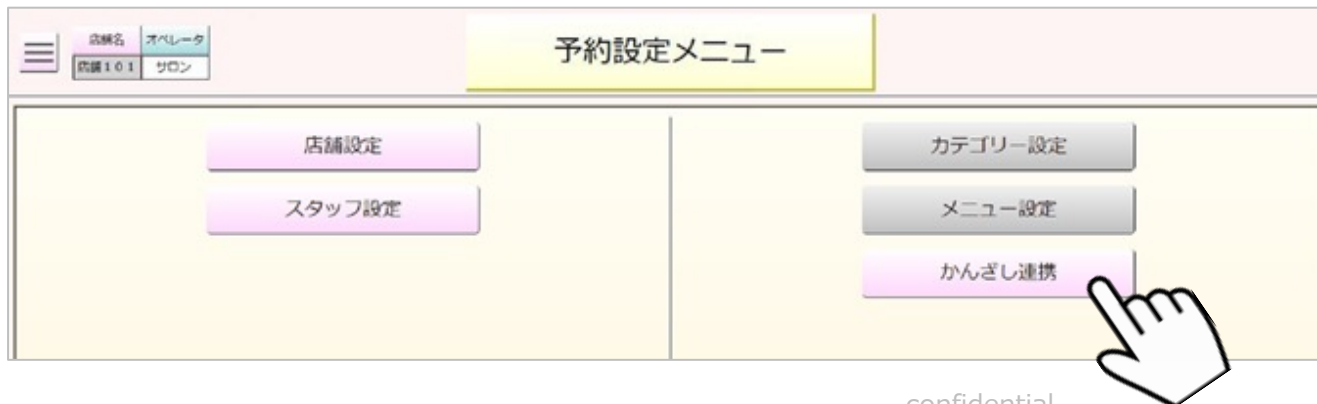 店舗名 オペレータ
店舗101 サロン
予約設定メニュー
店舗設定
スタッフ設定
カテゴリー設定
メニュー設定
かんざし連携
confidential